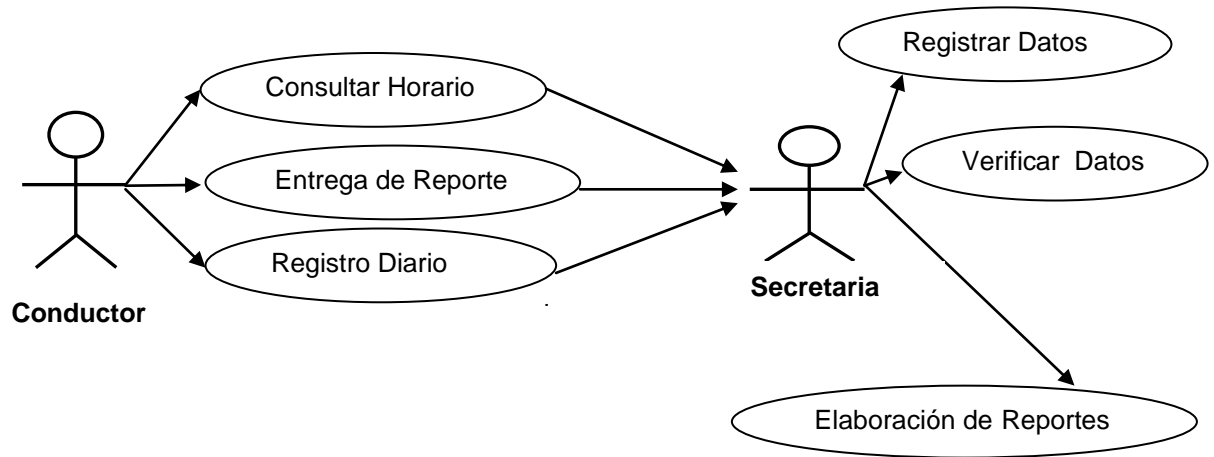 Registrar Datos
Consultar Horario
Verificar Datos
Entrega de Reporte
Registro Diario
Secretaria
Conductor
Elaboración de Reportes